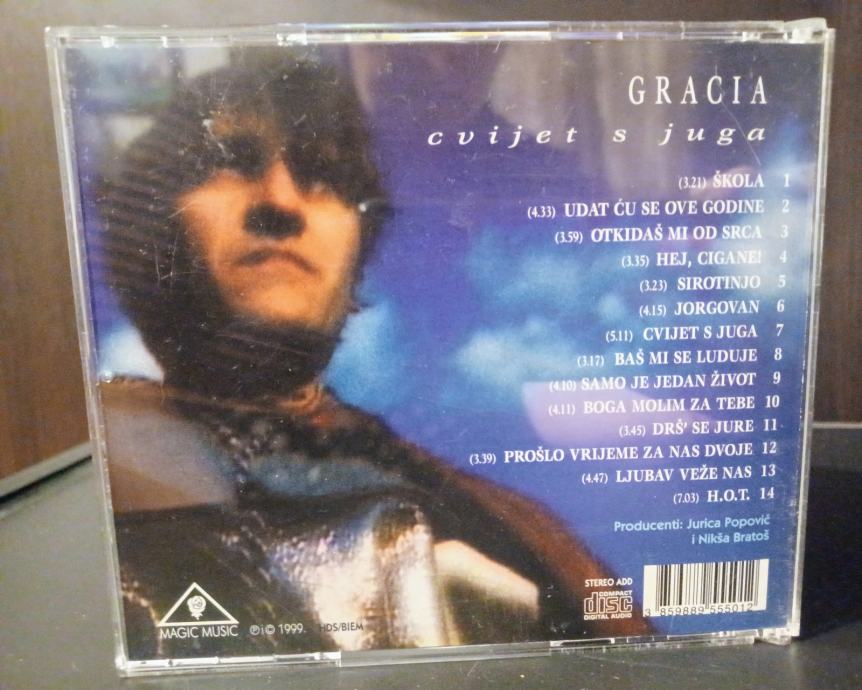 GRACIA
cvijet s juga
(3.21) ŠKOLA 1
(4.33) UDAT ĆU SE OVE GODINE 2
(3.59) OTKIDAŠ MI OD SRCA 3
(3.35) HEJ, CIGANE! 4
(3.23) SIROTINJO 5
(4.15) JORGOVAN 6
(5.11) CVIJET S JUGA 7
(3.17) BAŠ MI SE LUDUJE 8
(4.10) SAMO JE JEDAN ŽIVOT 9
(4.11) BOGA MOLIM ZA TEBE 10
(3.45) DRŠ' SE JURE 11
(3.39) PROŠLO VRIJEME ZA NAS DVOJE 12
(4.47) LJUBAV VEŽE NAS 13
(7.03) H.O.T. 14
Producenti: Jurica Popović
i Nikša Bratoš
STEREO ADD
COMPACT
disc
DIGITAL AUDIO
3 859889 555012
MAGIC MUSIC
℗i© 1999. HDS/BIEM